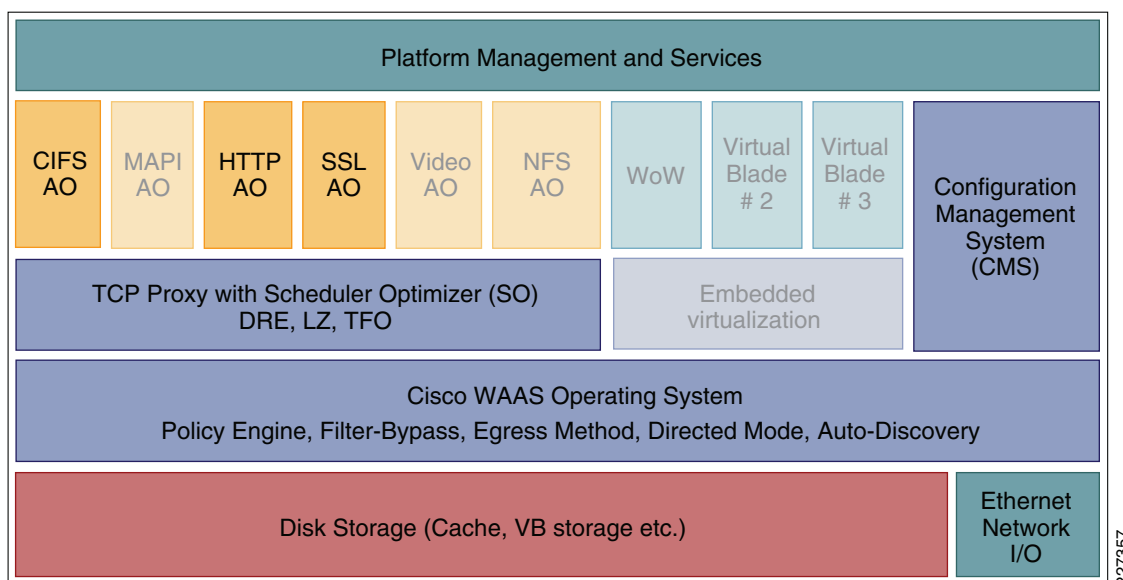 Platform Management and Services
CIFS
AO
MAPI
AO
HTTP
AO
SSL
AO
Video
AO
NFS
AO
WoW
Virtual
Blade
# 2
Virtual
Blade
# 3
Configuration
Management
System
(CMS)
TCP Proxy with Scheduler Optimizer (SO)
DRE, LZ, TFO
Embedded
virtualization
Cisco WAAS Operating System
Policy Engine, Filter-Bypass, Egress Method, Directed Mode, Auto-Discovery
Disk Storage (Cache, VB storage etc.)
Ethernet
Network
I/O
227357